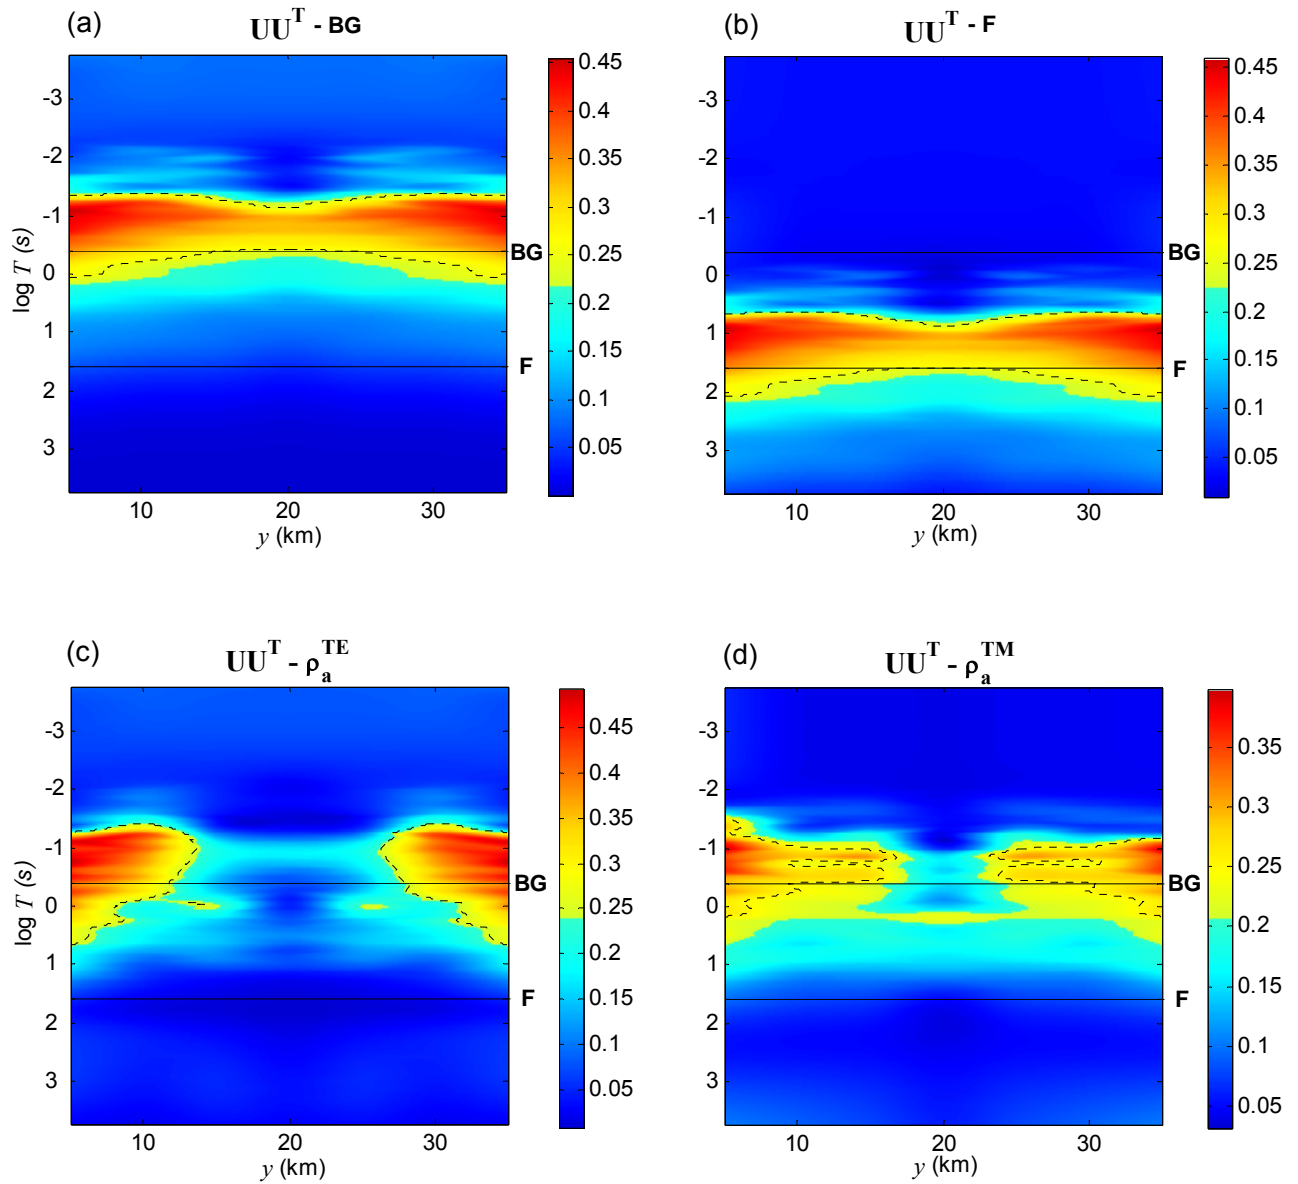 (a) UU^T - BG
-3
-2
-1
0
1
2
3
log T (s)
10 20 30
y (km)
BG
F
0.45
0.4
0.35
0.3
0.25
0.2
0.15
0.1
0.05
(b) UU^T - F
-3
-2
-1
0
1
2
3
10 20 30
y (km)
BG
F
0.45
0.4
0.35
0.3
0.25
0.2
0.15
0.1
0.05
(c) UU^T - ρ_a^TE
-3
-2
-1
0
1
2
3
log T (s)
10 20 30
y (km)
BG
F
0.45
0.4
0.35
0.3
0.25
0.2
0.15
0.1
0.05
(d) UU^T - ρ_a^TM
-3
-2
-1
0
1
2
3
10 20 30
y (km)
BG
F
0.35
0.3
0.25
0.2
0.15
0.1
0.05